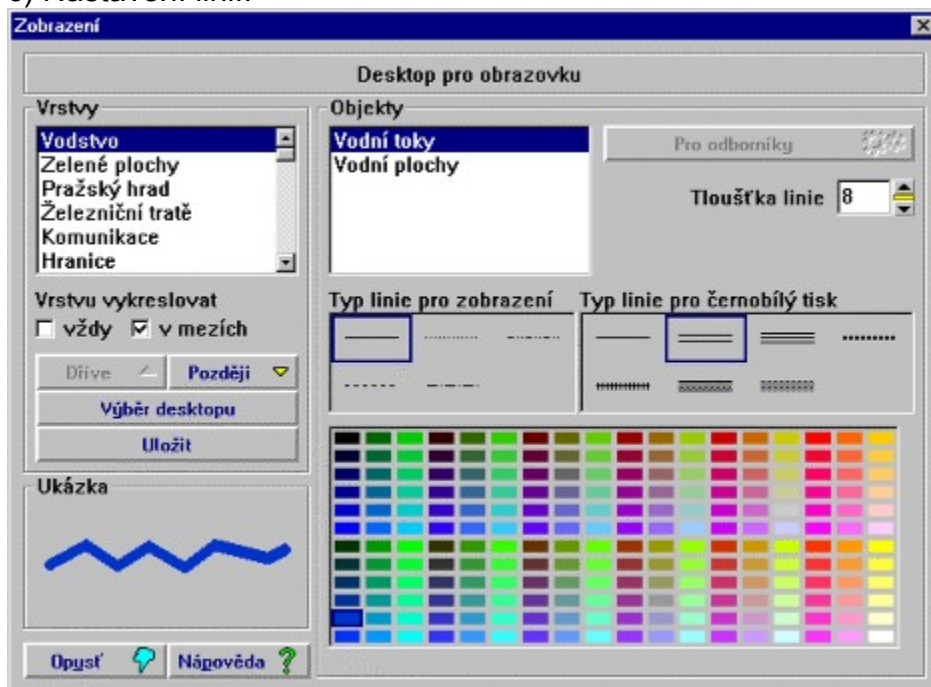 Zobrazení
Desktop pro obrazovku
Vrstvy
Vodstvo
Zelené plochy
Pražský hrad
Železniční tratě
Komunikace
Hranice
Vrstvu vykreslovat
vždy v mezích
Dříve Později
Výběr desktopu
Uložit
Ukázka
Opusť Nápověda
Objekty
Vodní toky
Vodní plochy
Pro odborníky
Tloušťka linie 8
Typ linie pro zobrazení
Typ linie pro černobílý tisk